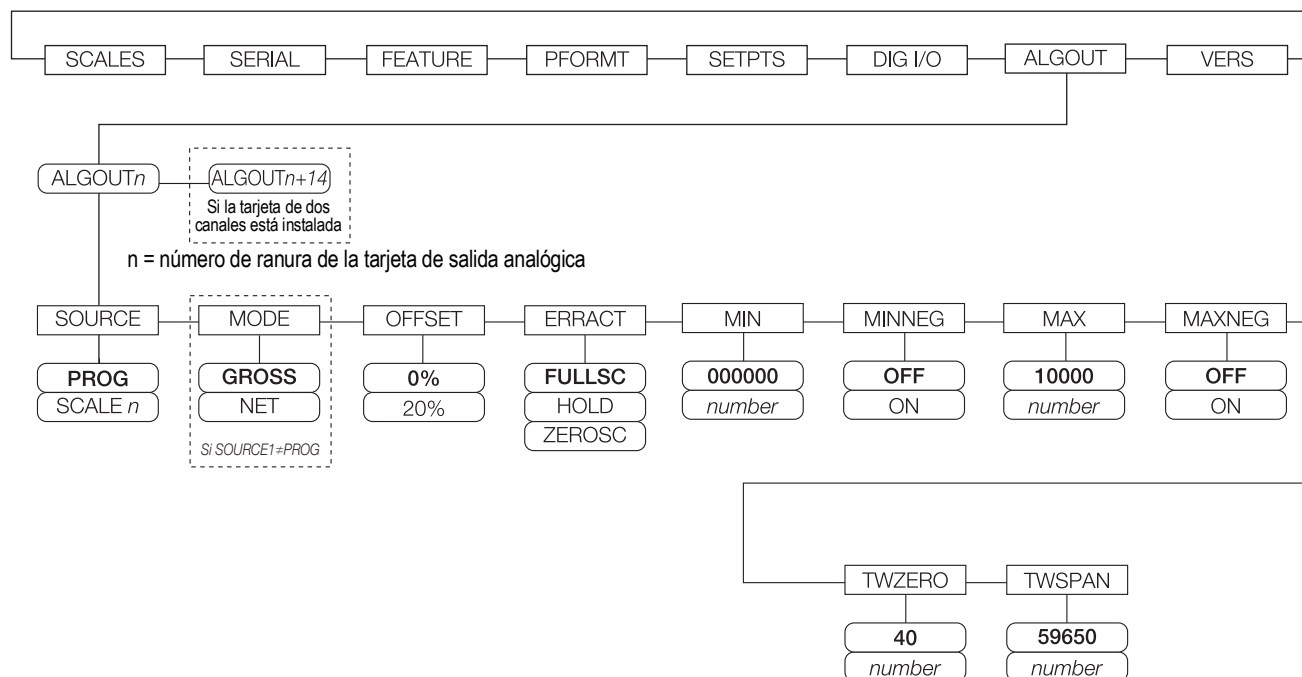 SCALES SERIAL FEATURE PFORMT SETPTS DIG I/O ALGOUT VERS
ALGOUTn ALGOUTn+14
Si la tarjeta de dos
canales está instalada
n = número de ranura de la tarjeta de salida analógica
SOURCE MODE OFFSET ERRACT MIN MINNEG MAX MAXNEG
PROG GROSS 0% FULLSC 000000 OFF 10000 OFF
SCALE n NET 20% HOLD number ON number ON
ZEROSC
Si SOURCE1≠PROG
TWZERO TWSPAN
40 59650
number number